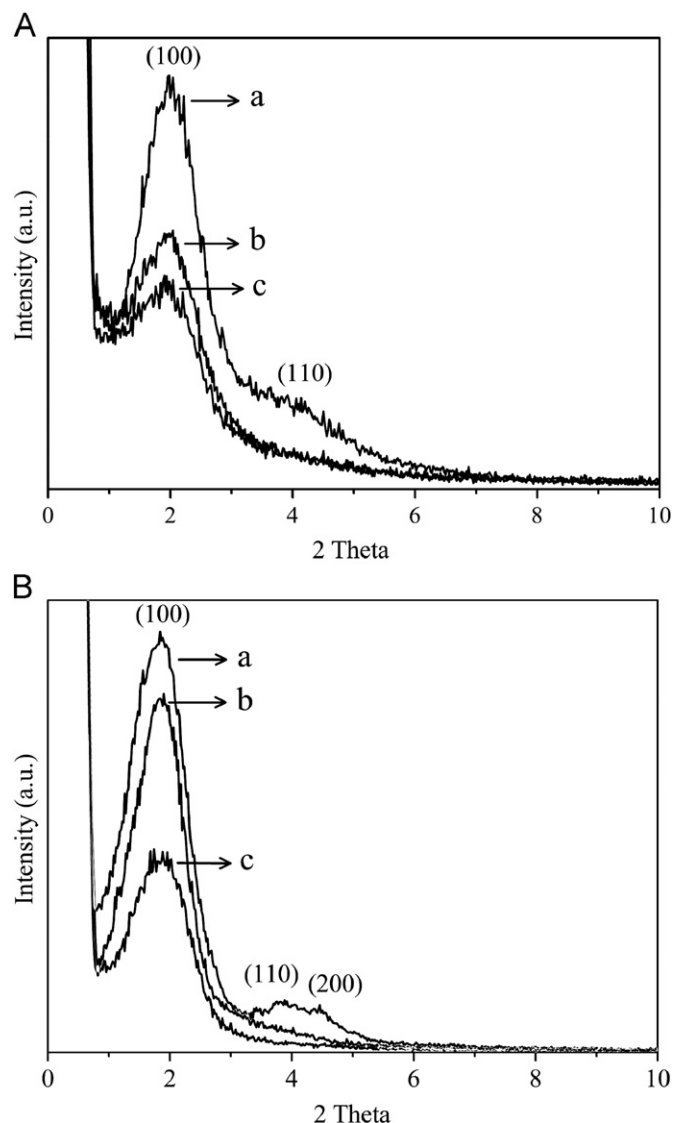 A
(100)
a
b
c
(110)
Intensity (a.u.)
0 2 4 6 8 10
2 Theta
B
(100)
a
b
c
(110) (200)
Intensity (a.u.)
0 2 4 6 8 10
2 Theta